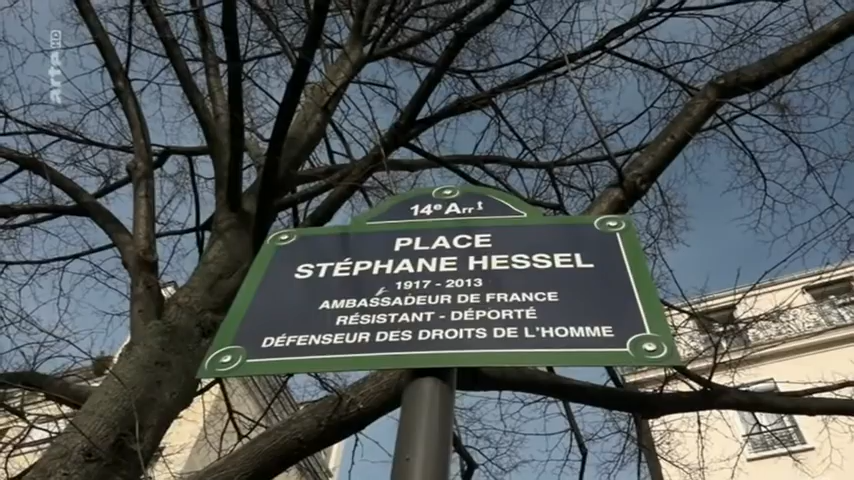 arte HD
14e Arrt
PLACE
STÉPHANE HESSEL
1917 - 2013
AMBASSADEUR DE FRANCE
RÉSISTANT - DÉPORTÉ
DÉFENSEUR DES DROITS DE L'HOMME